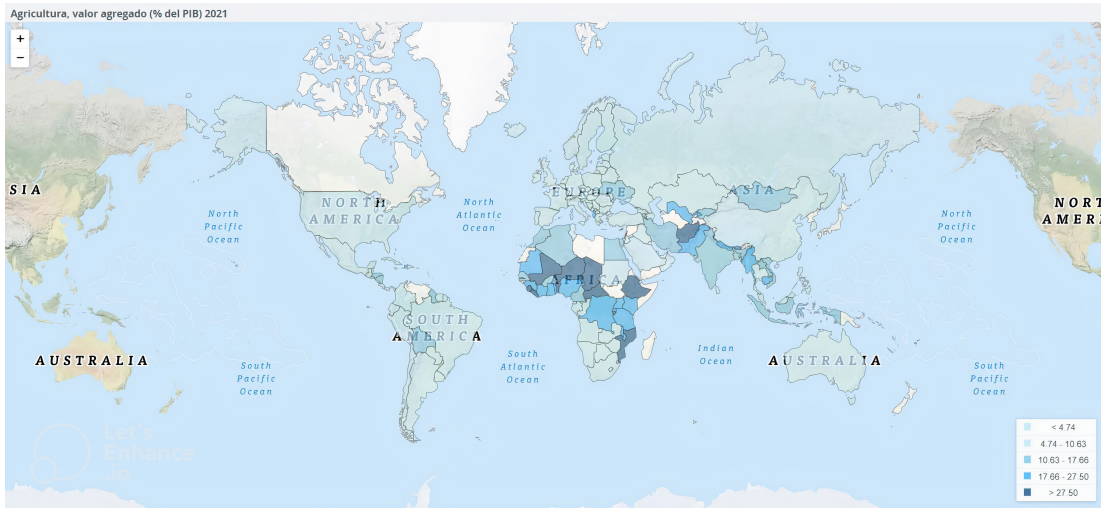 Agricultura, valor agregado (% del PIB) 2021
+
−
SIA
North
Pacific
Ocean
NORTH
AMERICA
North
Atlantic
Ocean
EUROPE
ASIA
North
Pacific
Ocean
NORT
AMERI
AFRICA
SOUTH
AMERICA
AUSTRALIA
South
Pacific
Ocean
South
Atlantic
Ocean
Indian
Ocean
AUSTRALIA
South
Pacific
Ocean
Let's
Enhance
.io
< 4.74
4.74 - 10.63
10.63 - 17.66
17.66 - 27.50
> 27.50